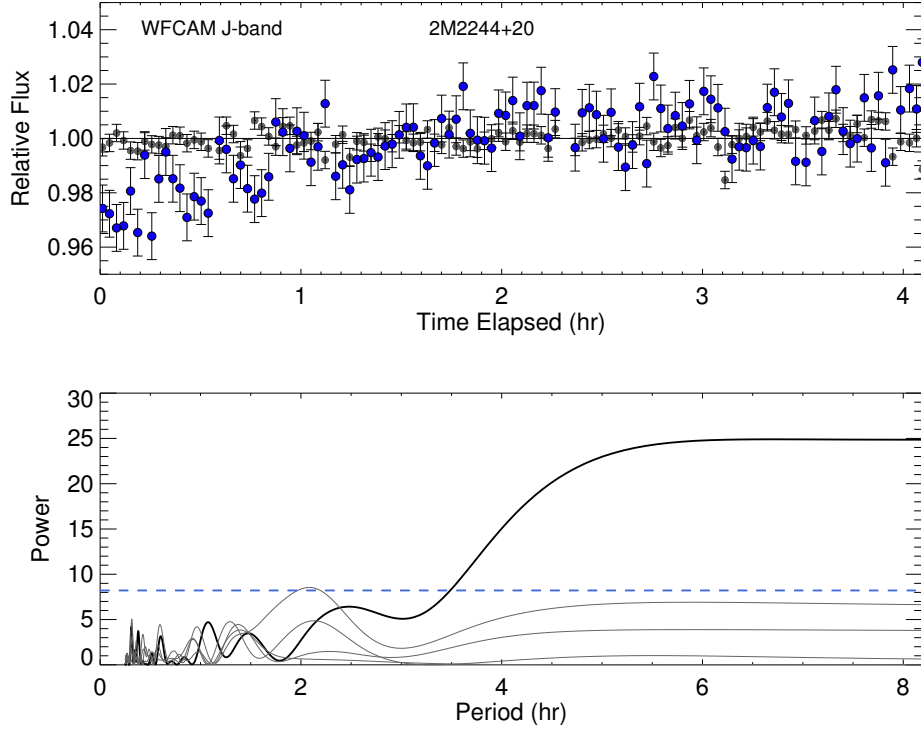 WFCAM J-band 2M2244+20
1.04
1.02
1.00
0.98
0.96
Relative Flux
0 1 2 3 4
Time Elapsed (hr)
30
25
20
15
10
5
0
Power
0 2 4 6 8
Period (hr)